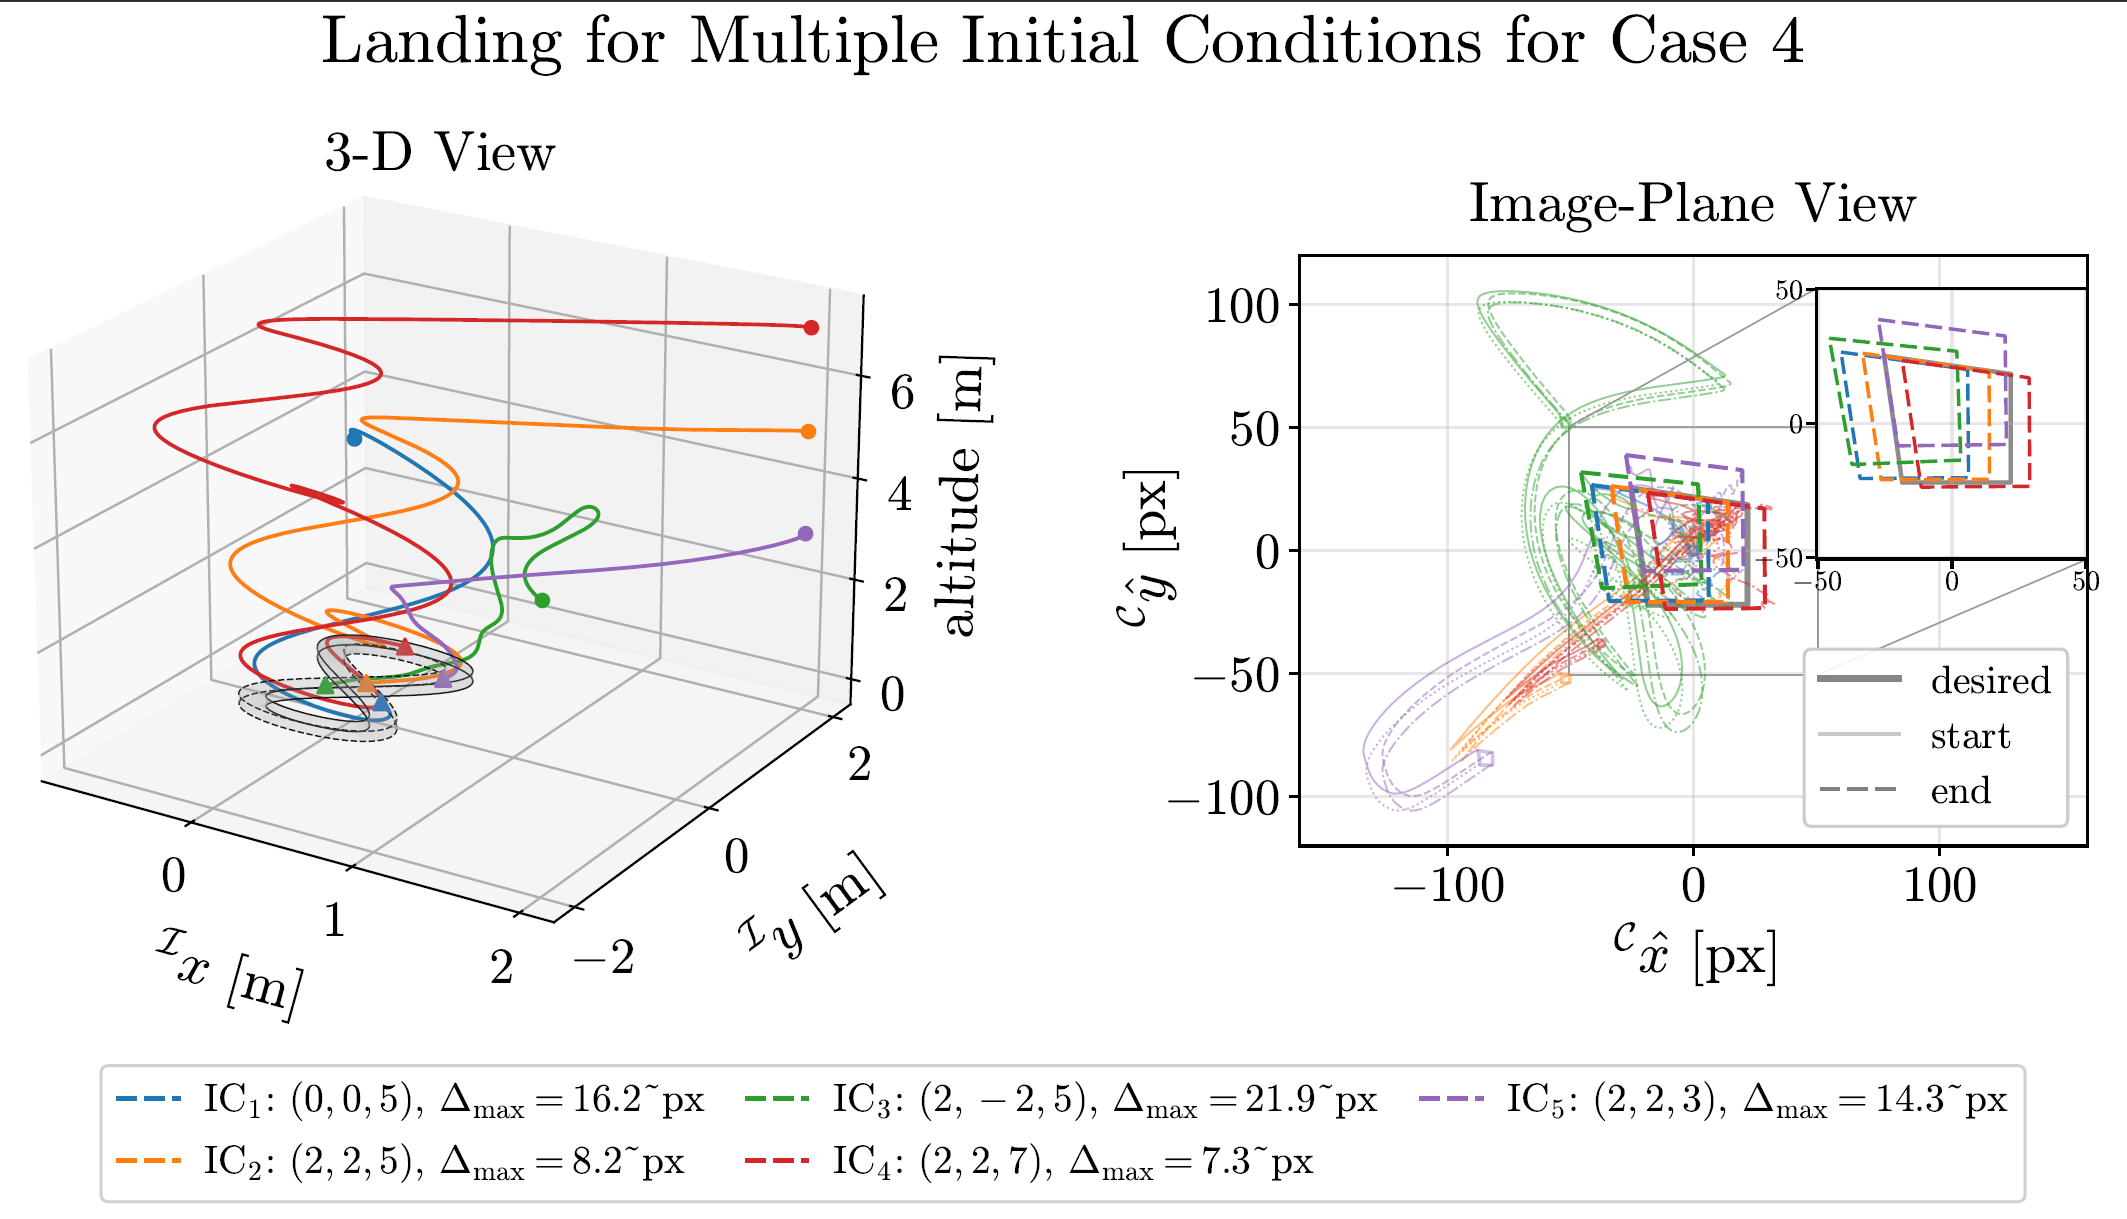 Landing for Multiple Initial Conditions for Case 4
3-D View
Image-Plane View
6
4
2
0
altitude [m]
0
1
2
ᴵx [m]
−2
0
2
ᴵy [m]
100
50
0
−50
−100
ᶜŷ [px]
−100
0
100
ᶜx̂ [px]
50
0
−50
−50
0
50
desired
start
end
IC₁: (0, 0, 5), Δmax = 16.2~px
IC₂: (2, 2, 5), Δmax = 8.2~px
IC₃: (2, −2, 5), Δmax = 21.9~px
IC₄: (2, 2, 7), Δmax = 7.3~px
IC₅: (2, 2, 3), Δmax = 14.3~px